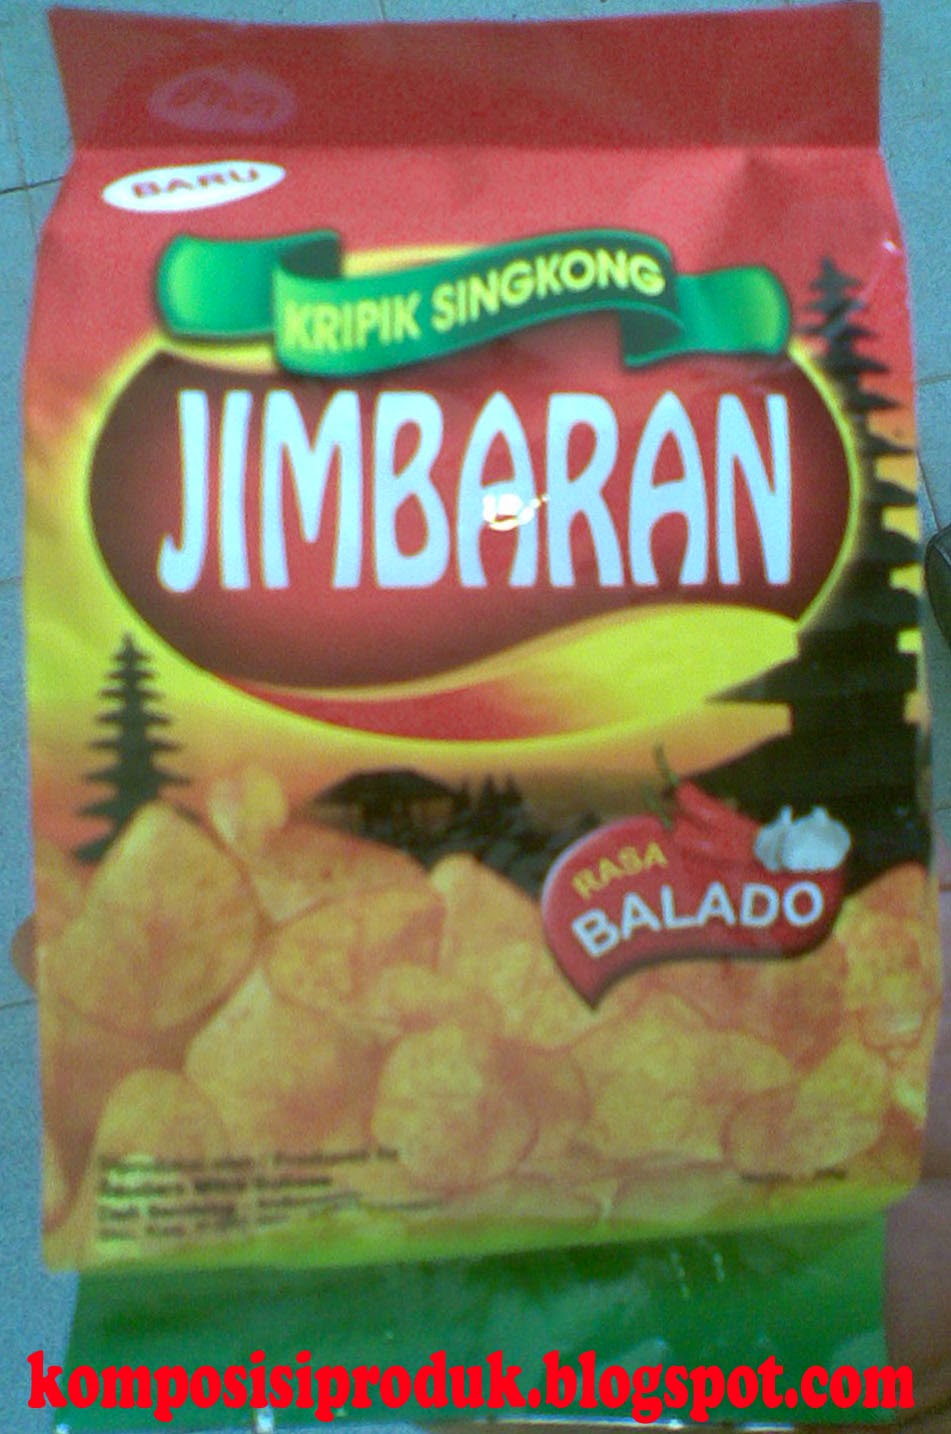 BARU
KRIPIK SINGKONG
JIMBARAN
RASA
BALADO
komposisiproduk.blogspot.com